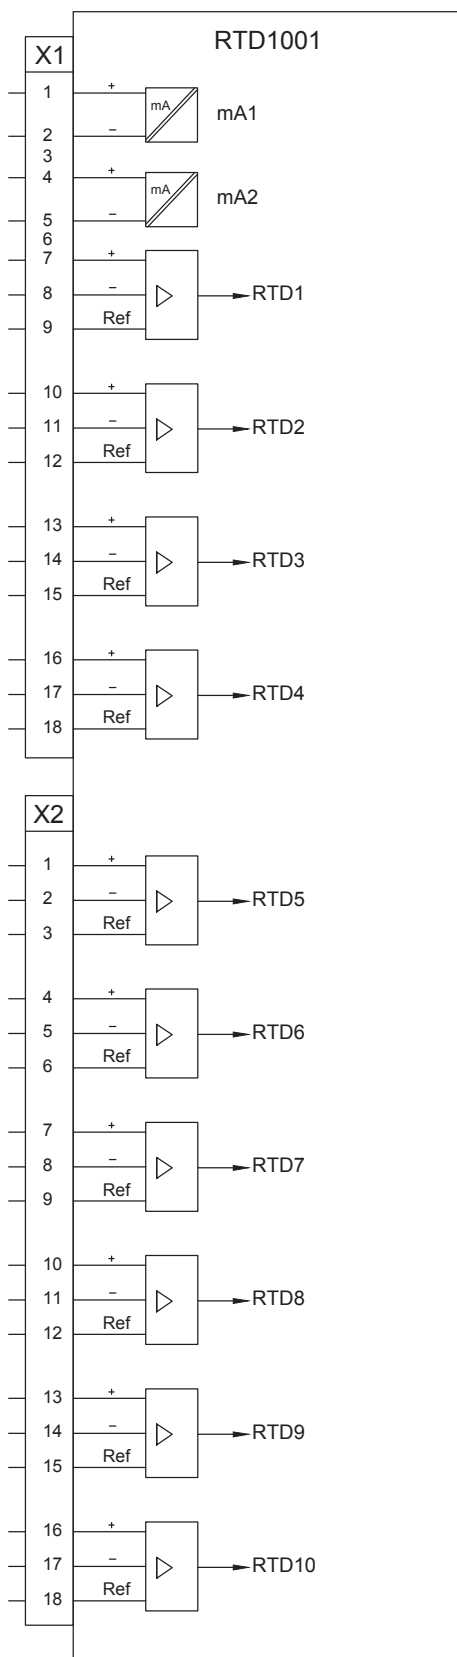 RTD1001
X1
1 +
mA mA1
2 −
3
4 +
mA mA2
5 −
6
7 +
8 − RTD1
9 Ref
10 +
11 − RTD2
12 Ref
13 +
14 − RTD3
15 Ref
16 +
17 − RTD4
18 Ref
X2
1 +
2 − RTD5
3 Ref
4 +
5 − RTD6
6 Ref
7 +
8 − RTD7
9 Ref
10 +
11 − RTD8
12 Ref
13 +
14 − RTD9
15 Ref
16 +
17 − RTD10
18 Ref